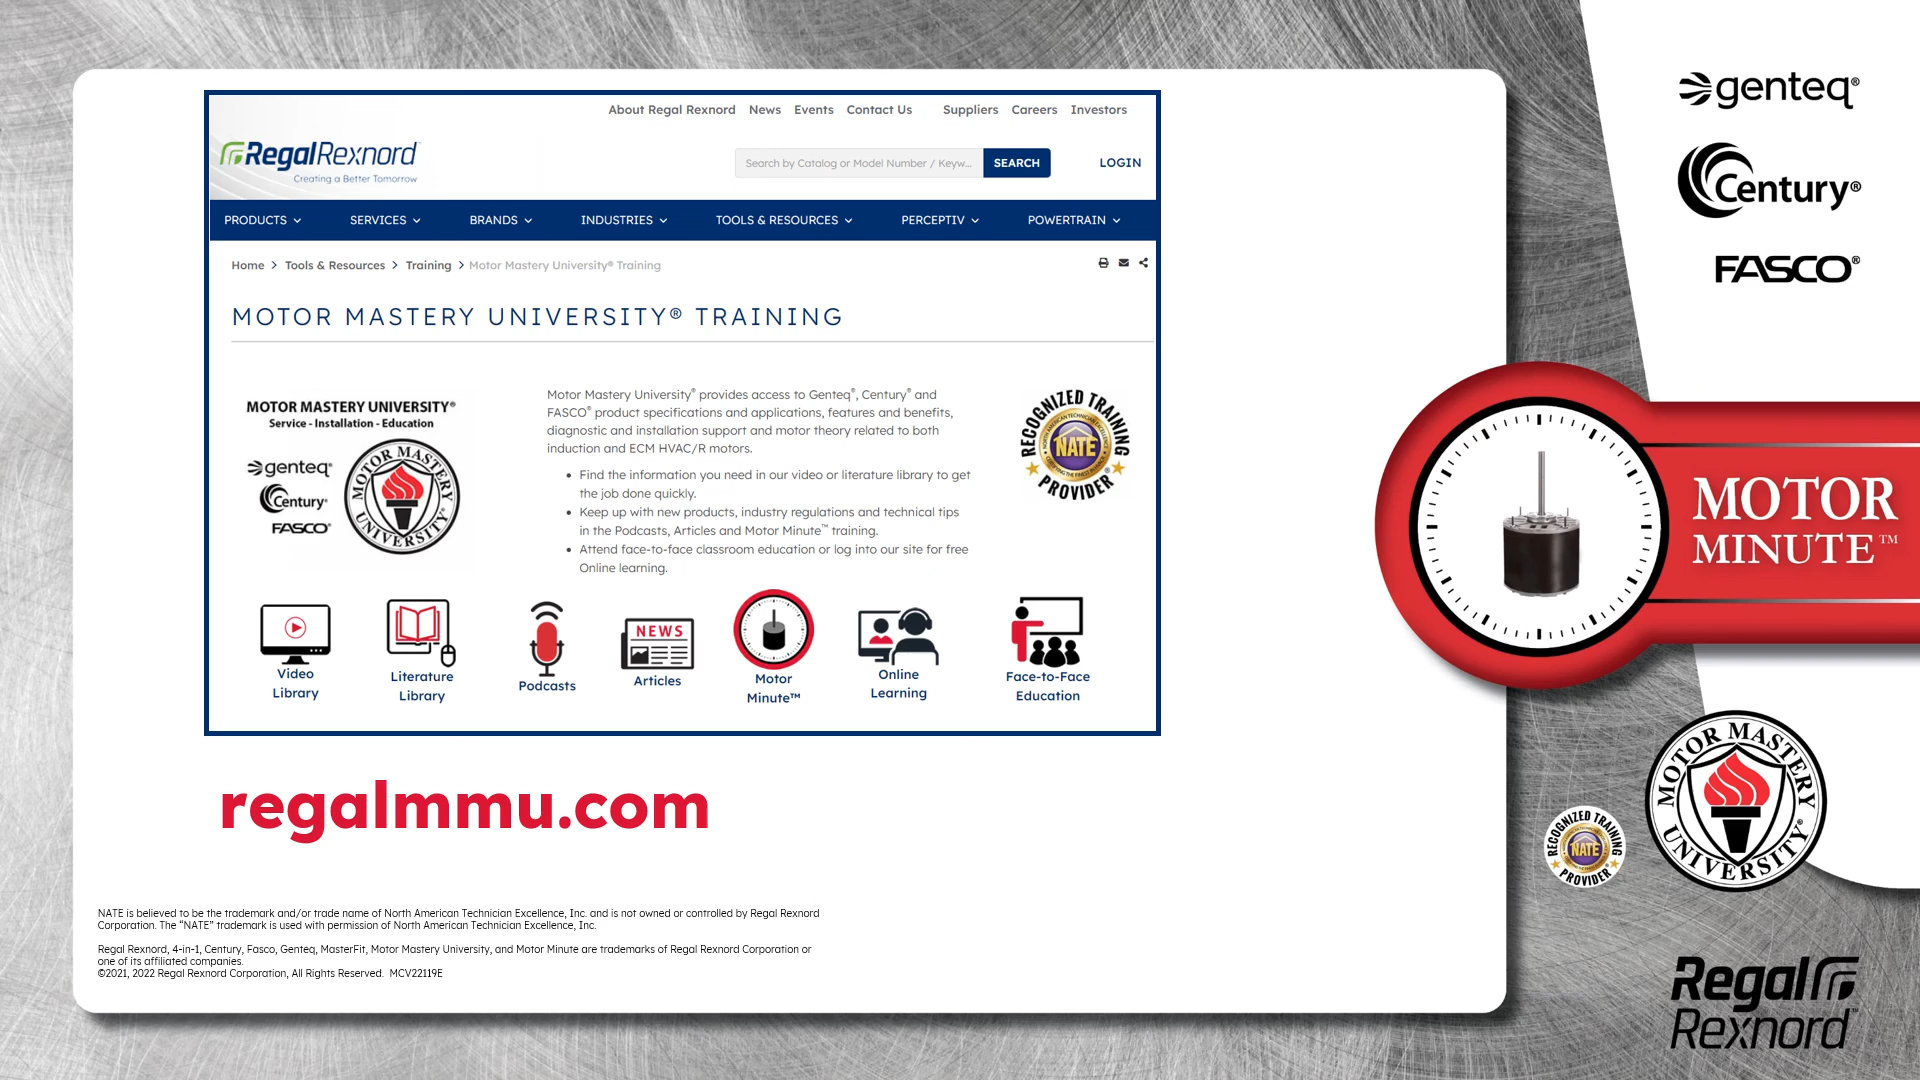 About Regal Rexnord News Events Contact Us Suppliers Careers Investors
RegalRexnord
Creating a Better Tomorrow
Search by Catalog or Model Number / Keyw...
SEARCH
LOGIN
PRODUCTS SERVICES BRANDS INDUSTRIES TOOLS & RESOURCES PERCEPTIV POWERTRAIN
Home > Tools & Resources > Training > Motor Mastery University® Training
MOTOR MASTERY UNIVERSITY® TRAINING
MOTOR MASTERY UNIVERSITY®
Service - Installation - Education
genteq®
Century®
FASCO®
MOTOR MASTERY UNIVERSITY®
Motor Mastery University® provides access to Genteq®, Century® and
FASCO® product specifications and applications, features and benefits,
diagnostic and installation support and motor theory related to both
induction and ECM HVAC/R motors.
• Find the information you need in our video or literature library to get
the job done quickly.
• Keep up with new products, industry regulations and technical tips
in the Podcasts, Articles and Motor Minute™ training.
• Attend face-to-face classroom education or log into our site for free
Online learning.
RECOGNIZED TRAINING PROVIDER
NATE
NEWS
Video
Library
Literature
Library
Podcasts
Articles
Motor
Minute™
Online
Learning
Face-to-Face
Education
regalmmu.com
NATE is believed to be the trademark and/or trade name of North American Technician Excellence, Inc. and is not owned or controlled by Regal Rexnord
Corporation. The “NATE” trademark is used with permission of North American Technician Excellence, Inc.
Regal Rexnord, 4-in-1, Century, Fasco, Genteq, MasterFit, Motor Mastery University, and Motor Minute are trademarks of Regal Rexnord Corporation or
one of its affiliated companies.
©2021, 2022 Regal Rexnord Corporation, All Rights Reserved. MCV22119E
genteq®
Century®
FASCO®
MOTOR
MINUTE™
MOTOR MASTERY UNIVERSITY®
RECOGNIZED TRAINING PROVIDER
NATE
Regal
Rexnord™